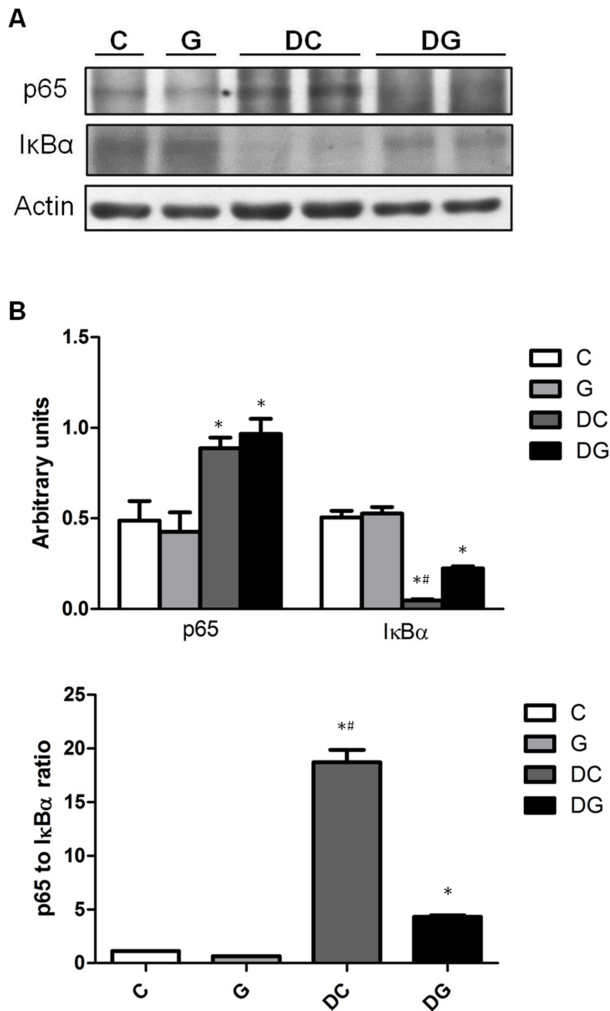 A
C G DC DG
p65
IκBα
Actin
B
1.5
1.0
0.5
0.0
Arbitrary units
* *
*# *
p65 IκBα
C
G
DC
DG
25
20
15
10
5
0
p65 to IκBα ratio
*#
*
C G DC DG
C
G
DC
DG